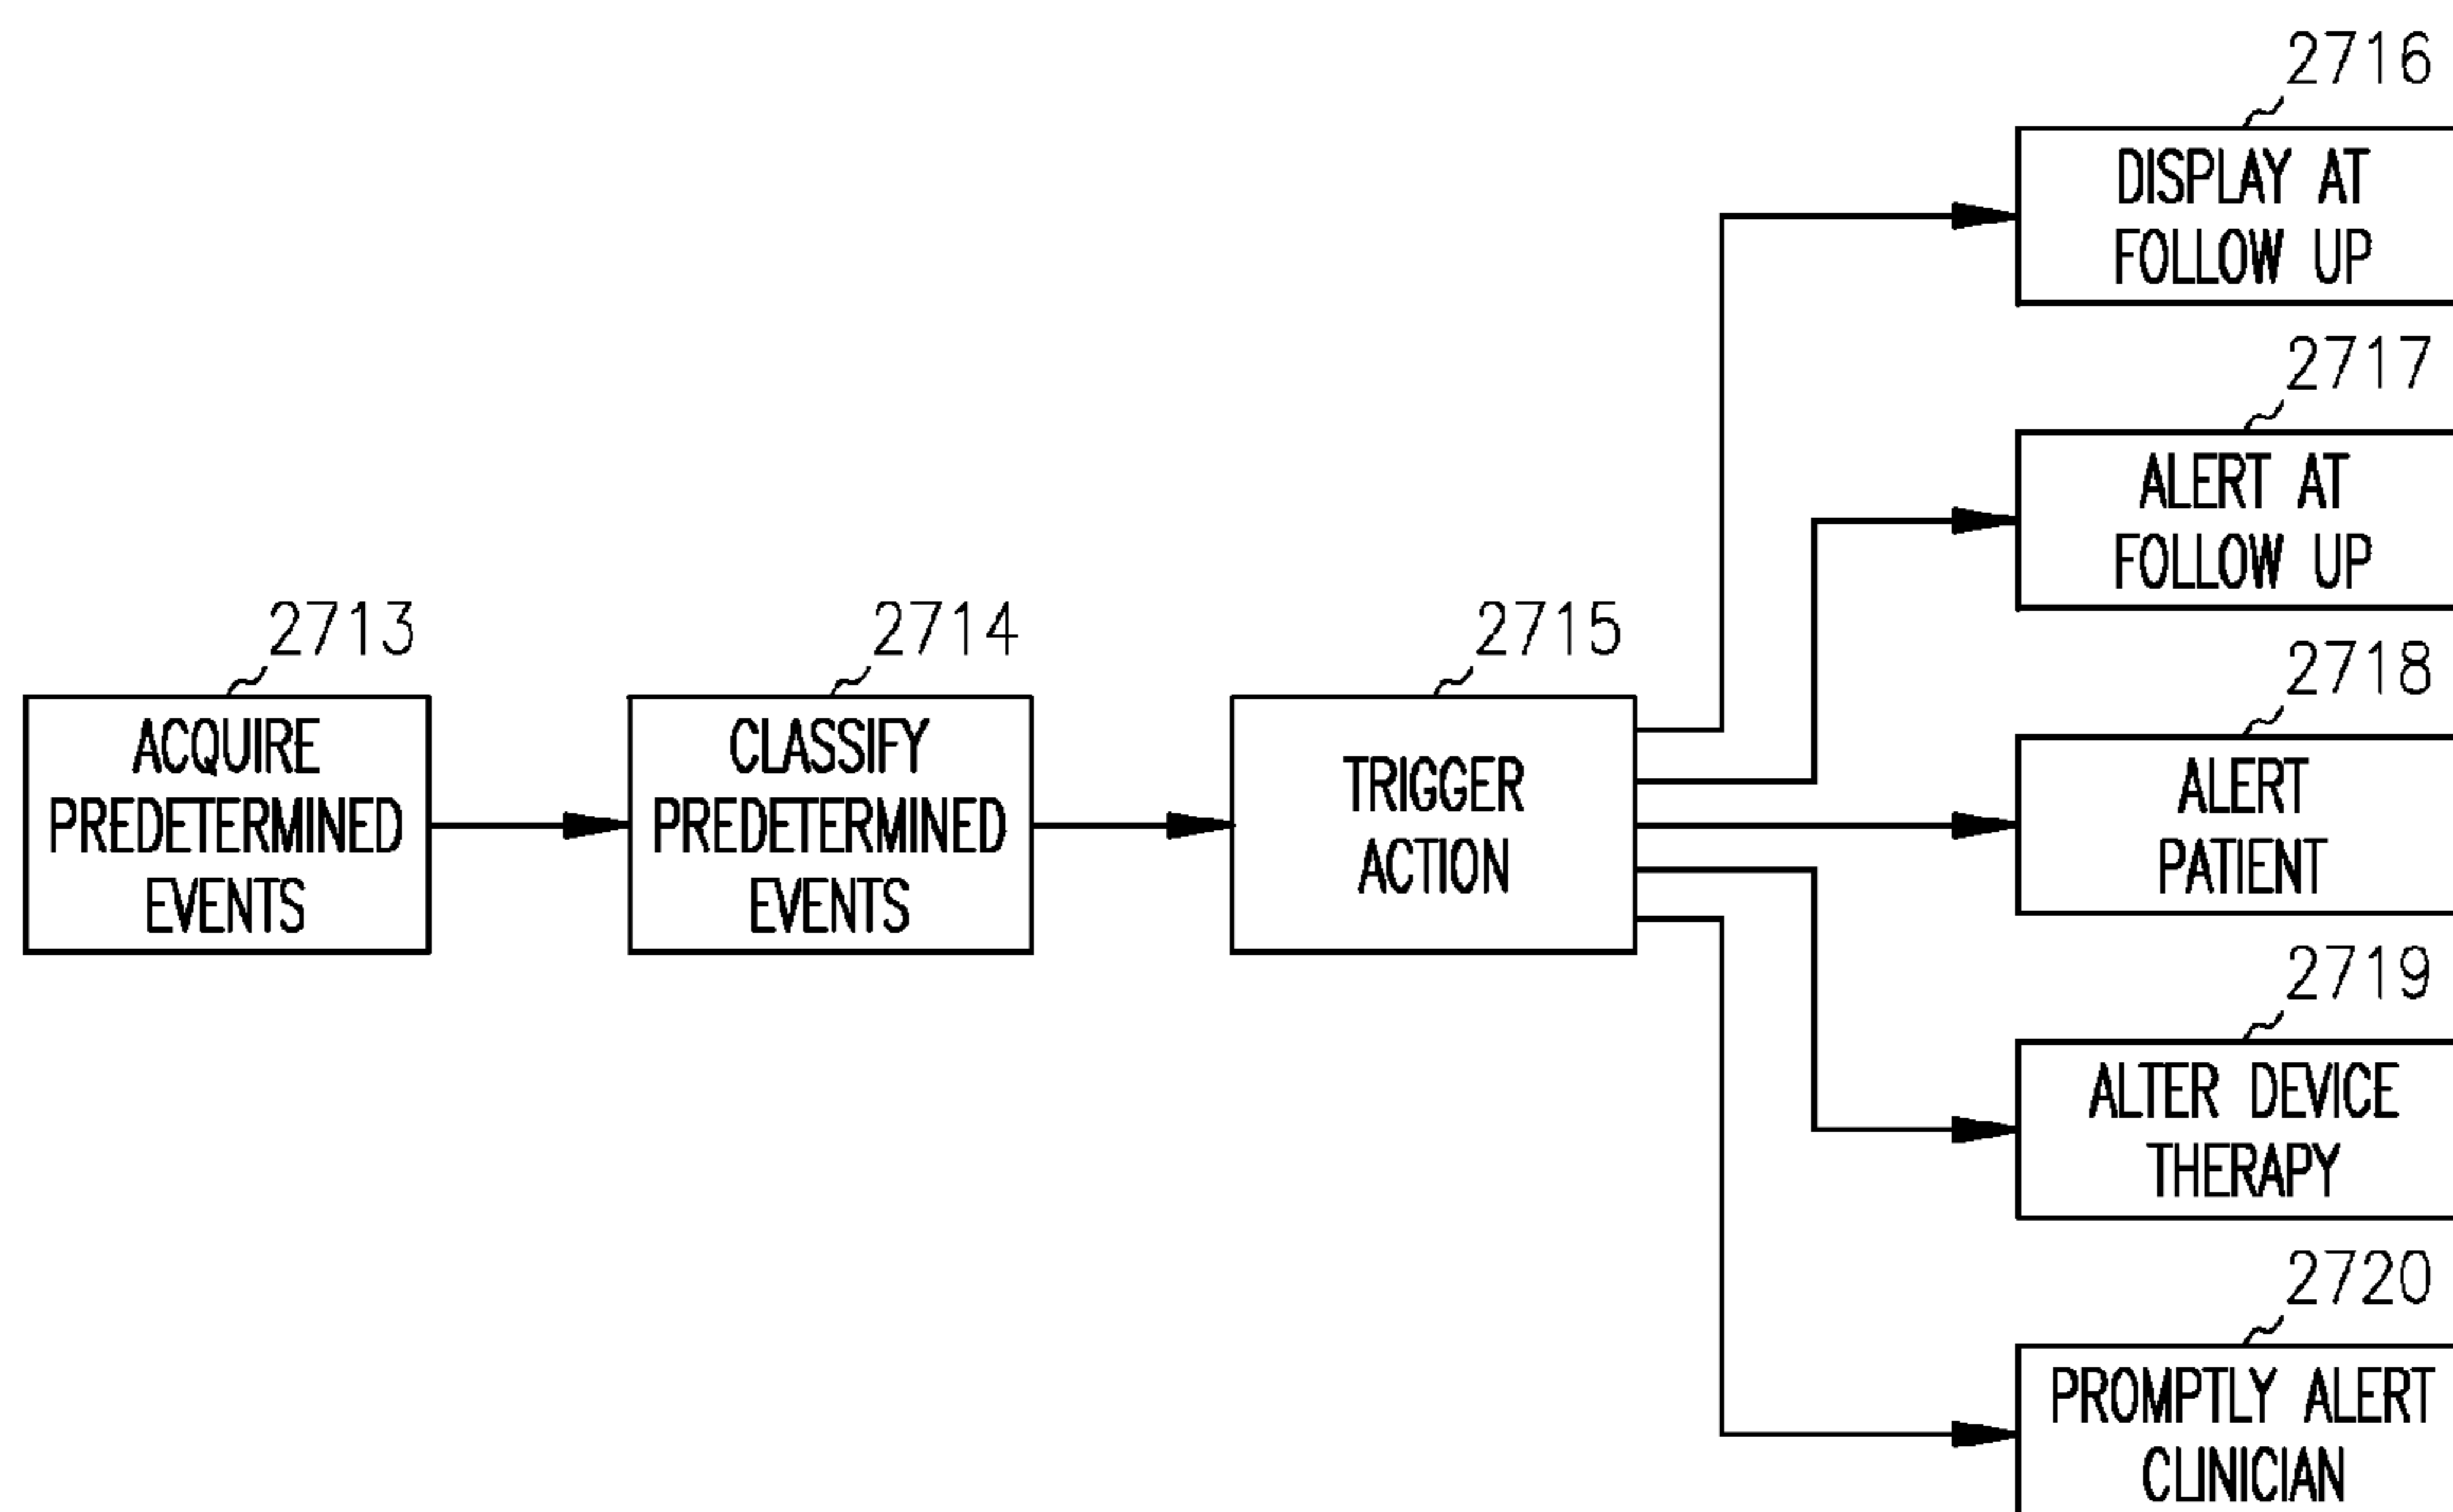 2716
DISPLAY AT
FOLLOW UP
2717
ALERT AT
FOLLOW UP
2713
ACQUIRE
PREDETERMINED
EVENTS
2714
CLASSIFY
PREDETERMINED
EVENTS
2715
TRIGGER
ACTION
2718
ALERT
PATIENT
2719
ALTER DEVICE
THERAPY
2720
PROMPTLY ALERT
CLINICIAN